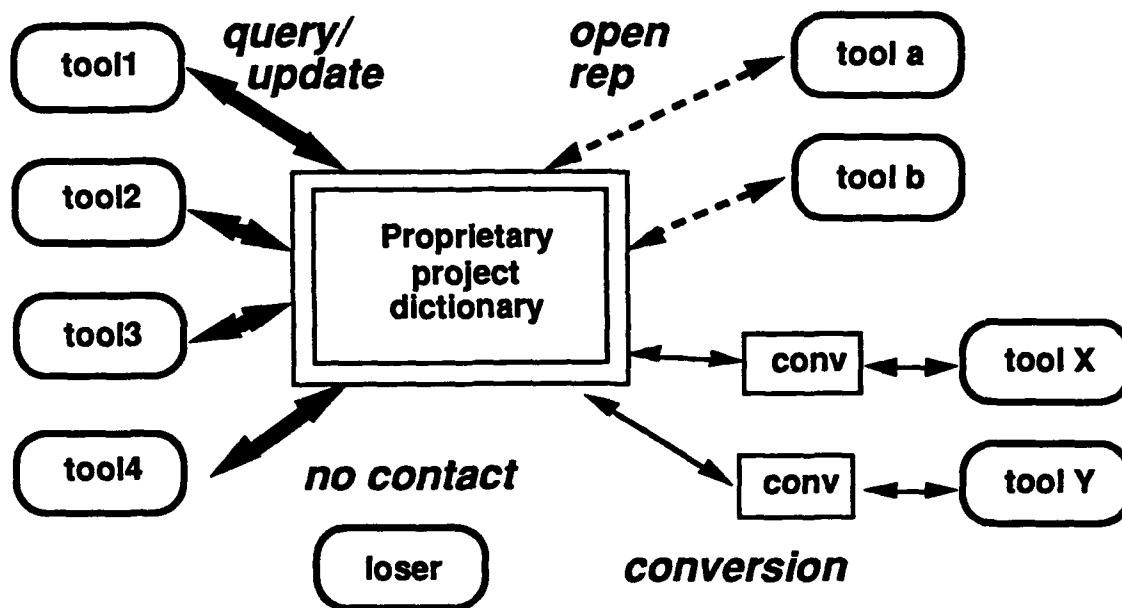 tool1
query/
update
open
rep
tool a
tool2
tool b
Proprietary
project
dictionary
tool3
conv
tool X
tool4
no contact
conv
tool Y
loser
conversion